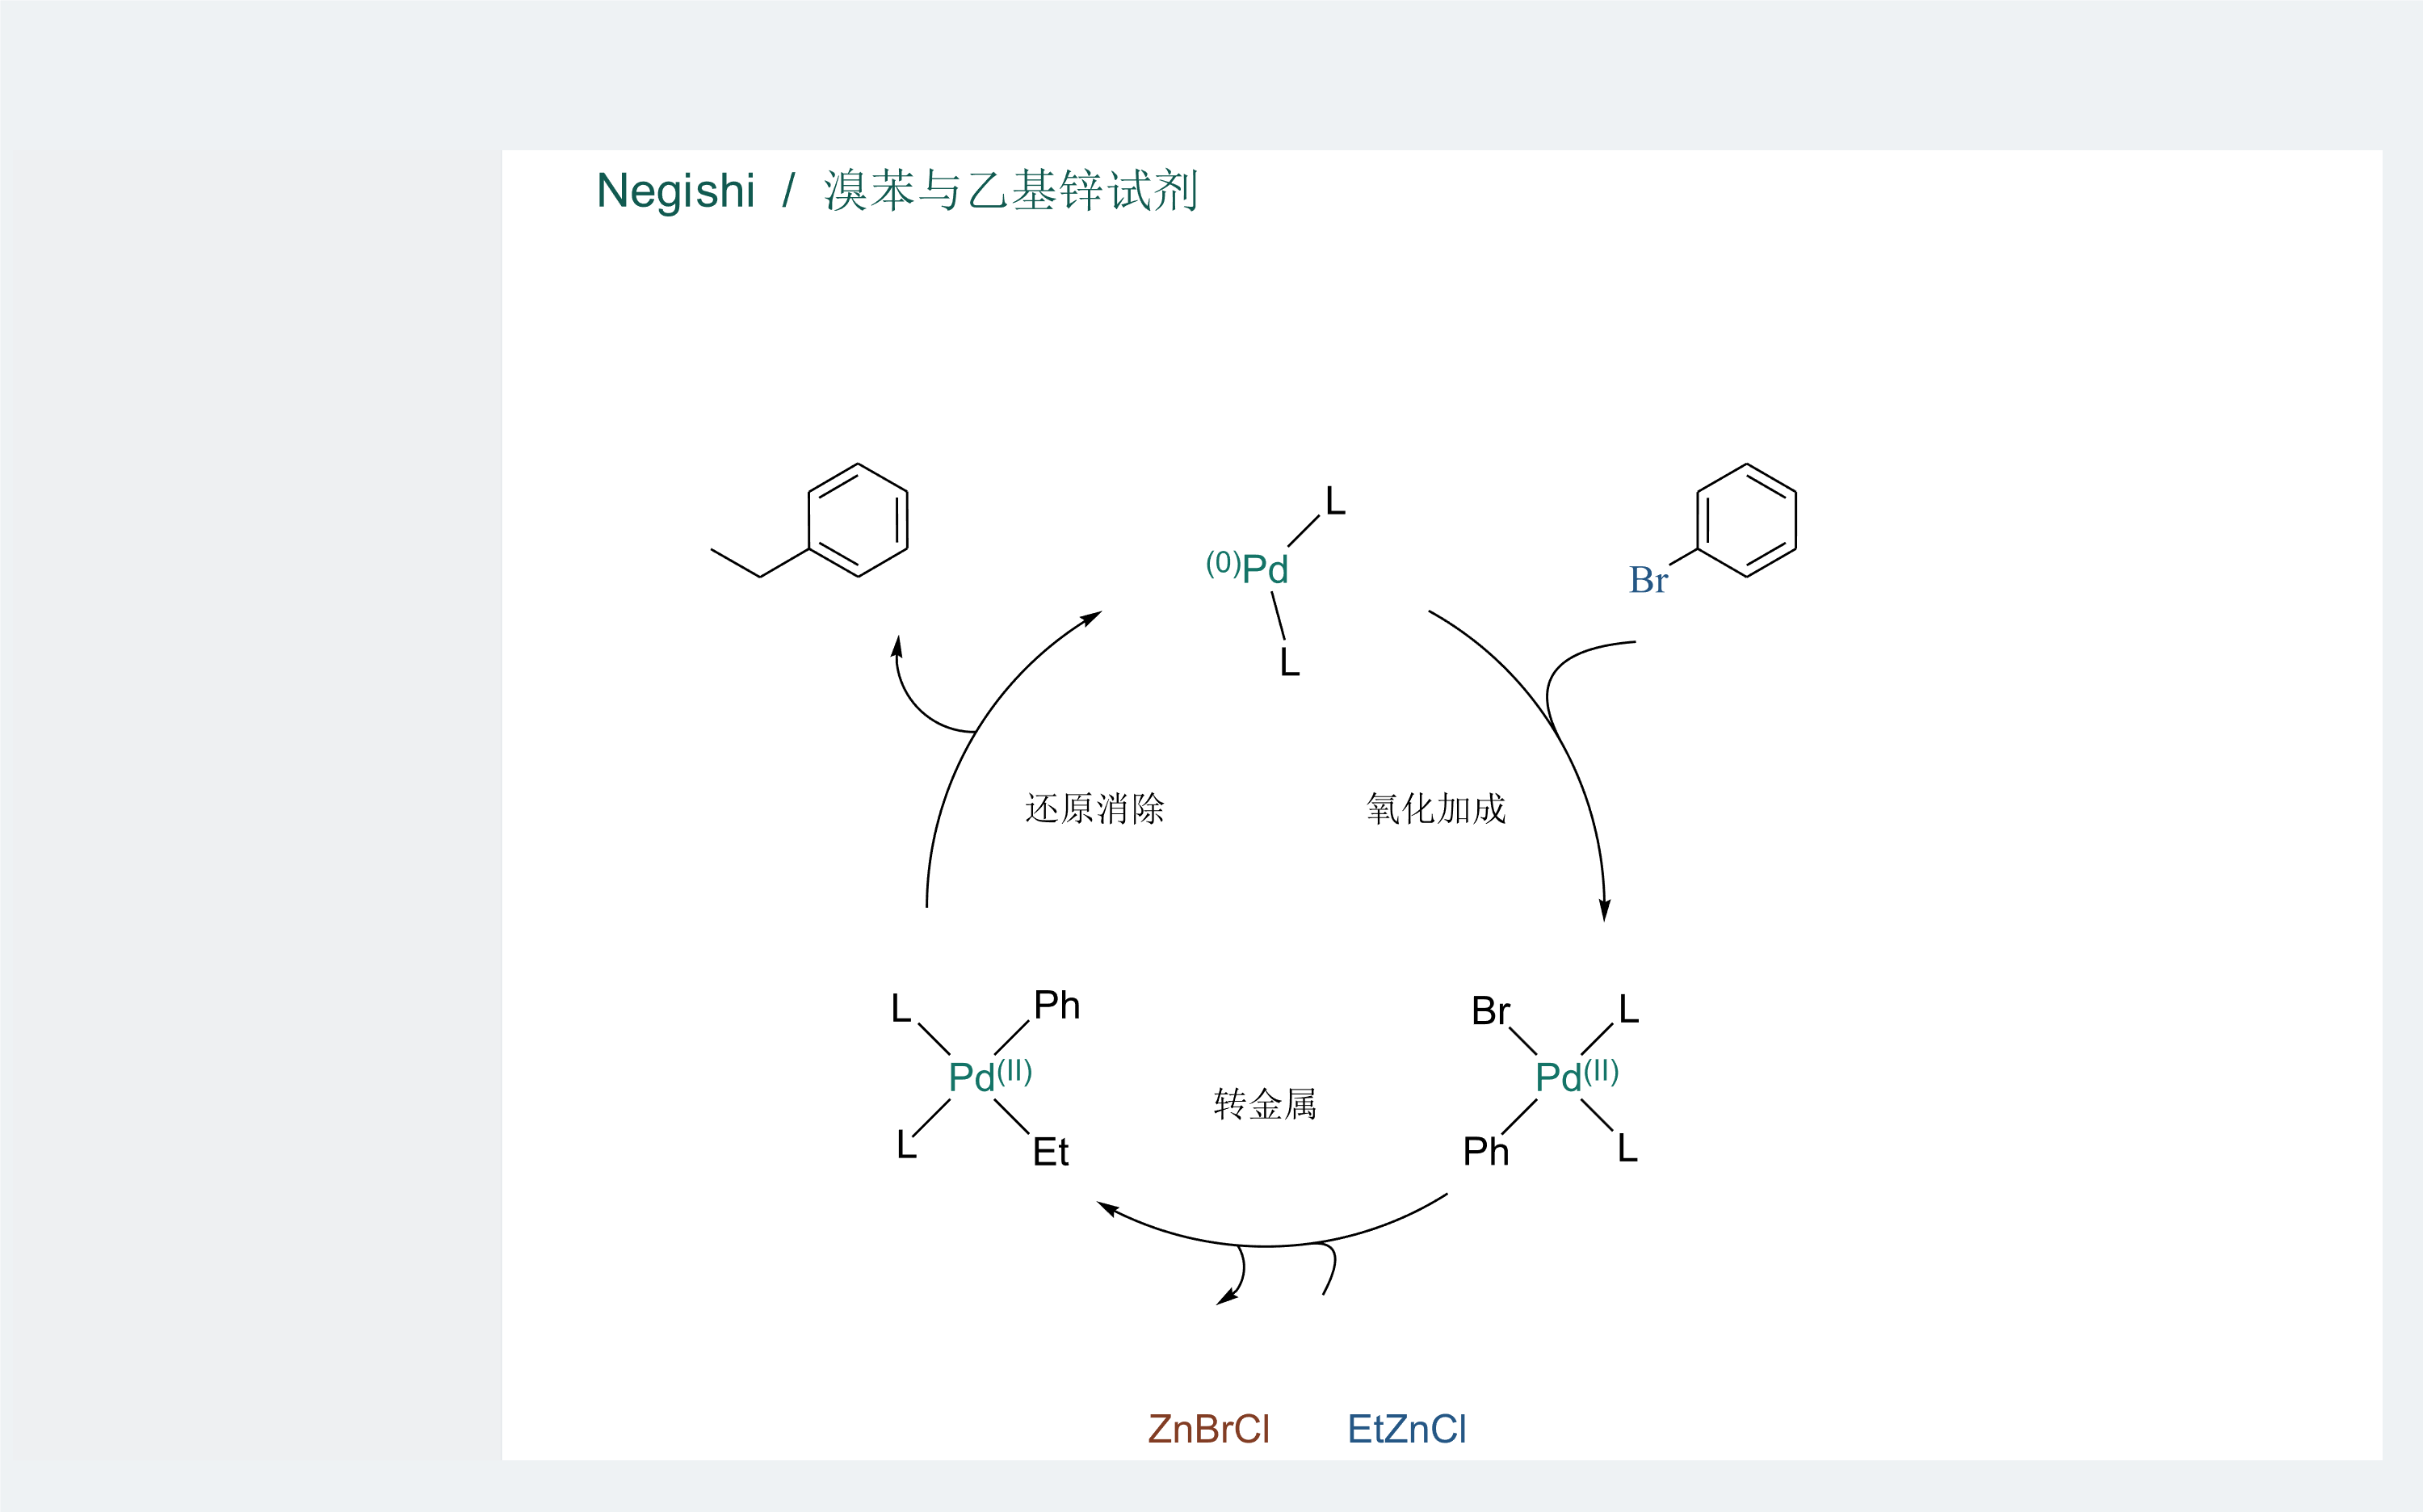 Negishi / 溴苯与乙基锌试剂
L
(0)Pd
Br
L
还原消除
氧化加成
L
Ph
Br
L
Pd(II)
Pd(II)
转金属
L
Et
Ph
L
ZnBrCl
EtZnCl